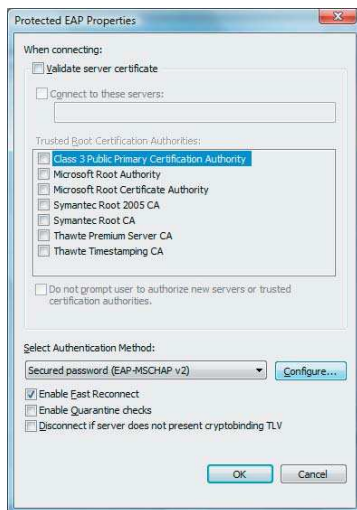 Protected EAP Properties
When connecting:
Validate server certificate
Connect to these servers:
Trusted Root Certification Authorities:
Class 3 Public Primary Certification Authority
Microsoft Root Authority
Microsoft Root Certificate Authority
Symantec Root 2005 CA
Symantec Root CA
Thawte Premium Server CA
Thawte Timestamping CA
Do not prompt user to authorize new servers or trusted
certification authorities.
Select Authentication Method:
Secured password (EAP-MSCHAP v2) Configure...
Enable Fast Reconnect
Enable Quarantine checks
Disconnect if server does not present cryptobinding TLV
OK Cancel